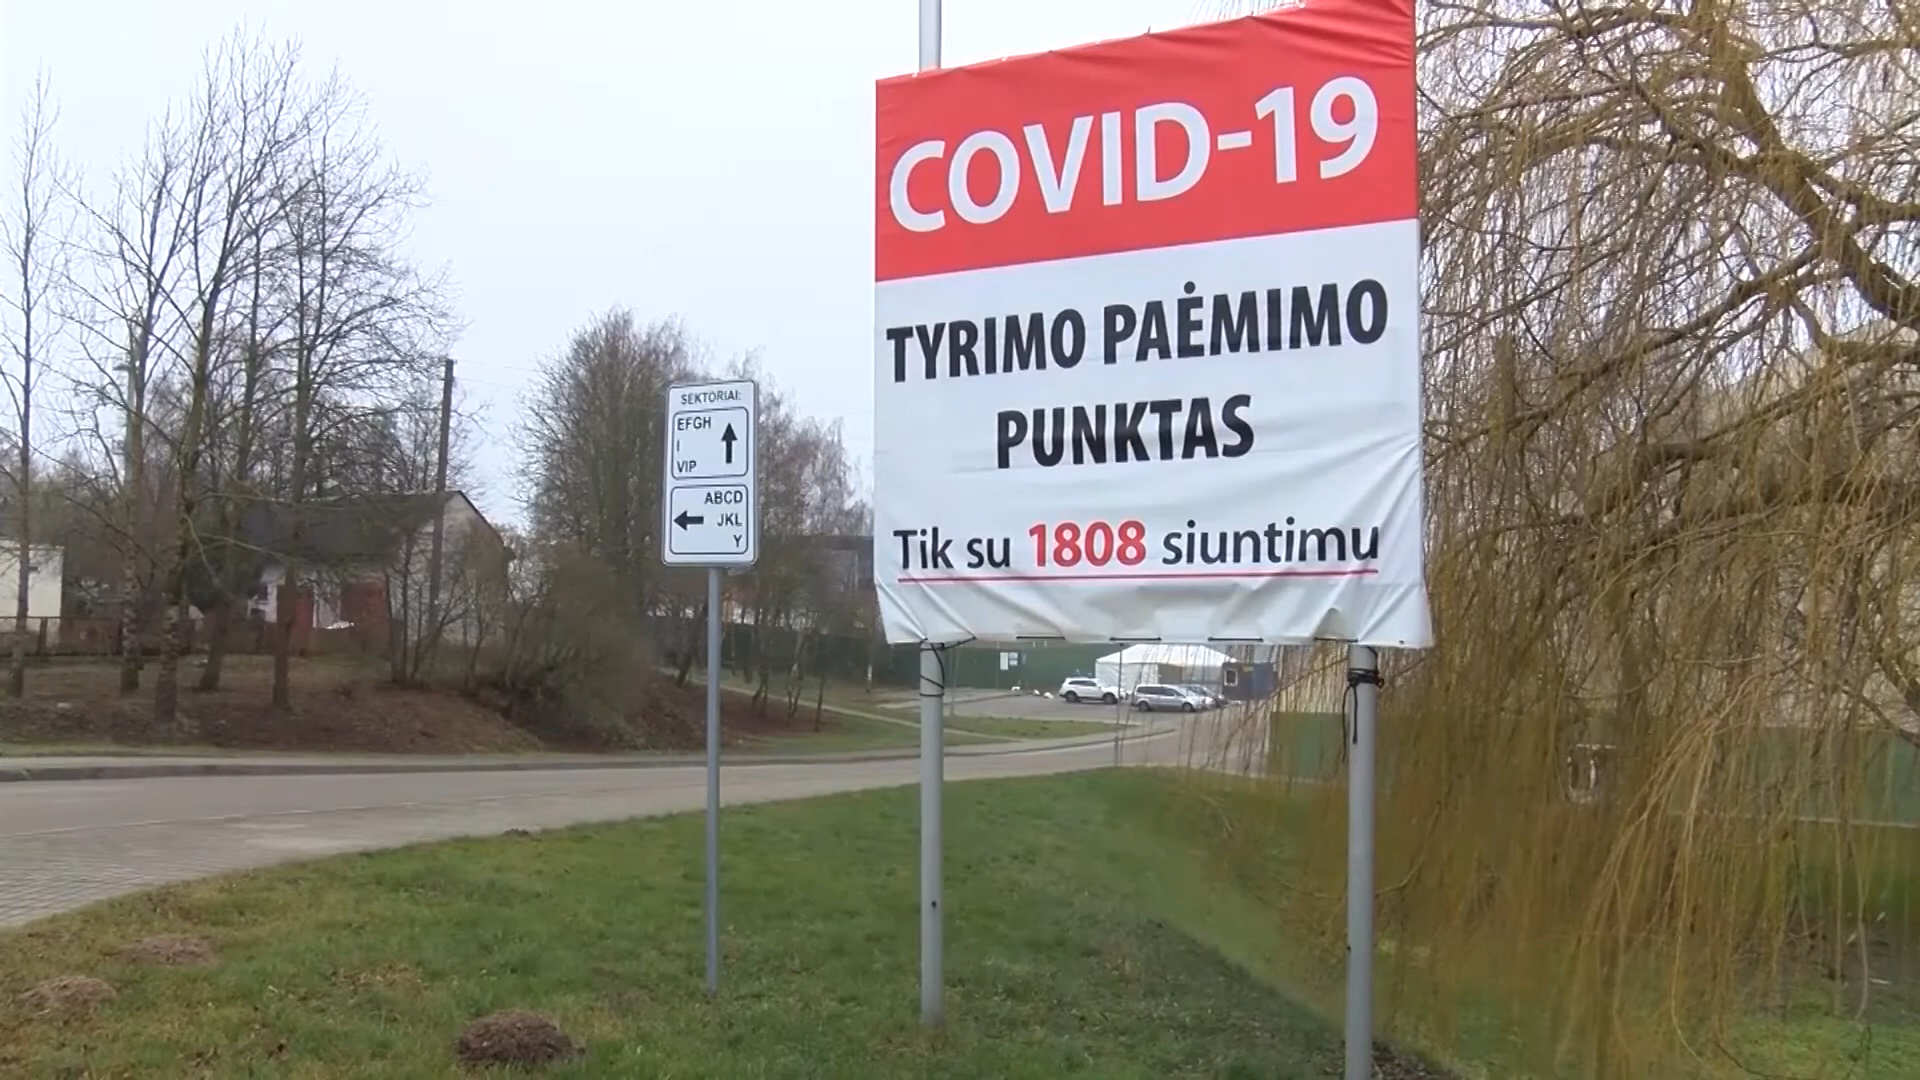 COVID-19
TYRIMO PAĖMIMO
PUNKTAS
Tik su 1808 siuntimu
SEKTORIAI:
EFGH
I
VIP
ABCD
JKL
Y